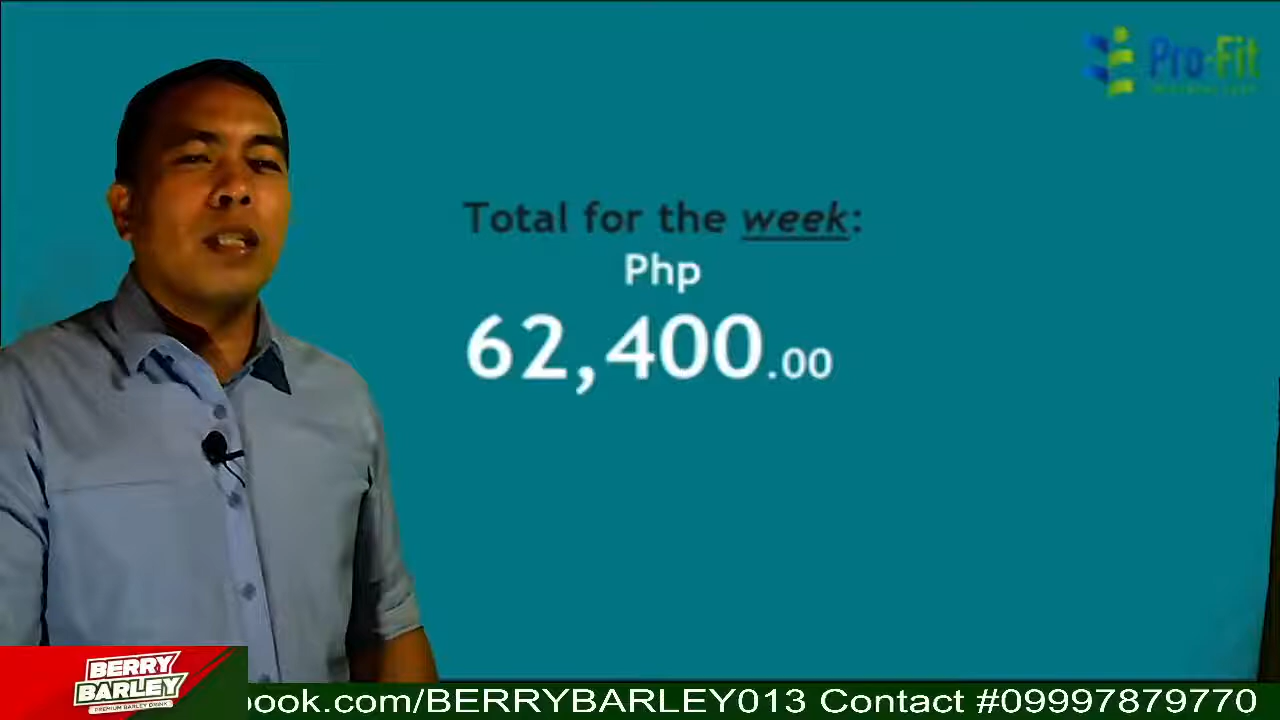 Pro-Fit
Total for the week:
Php
62,400.00
BERRY
BARLEY
PREMIUM BARLEY DRINK
ook.com/BERRYBARLEY013 Contact #09997879770